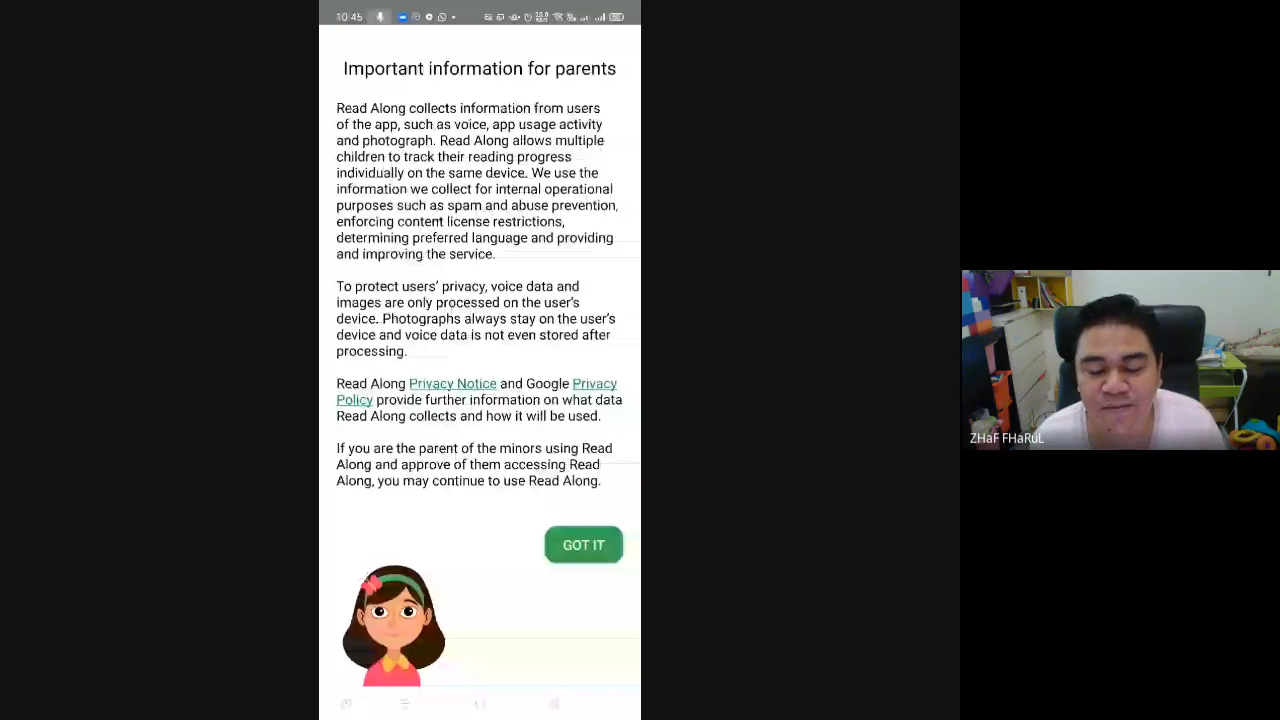 10:45
Important information for parents
Read Along collects information from users
of the app, such as voice, app usage activity
and photograph. Read Along allows multiple
children to track their reading progress
individually on the same device. We use the
information we collect for internal operational
purposes such as spam and abuse prevention,
enforcing content license restrictions,
determining preferred language and providing
and improving the service.
To protect users' privacy, voice data and
images are only processed on the user's
device. Photographs always stay on the user's
device and voice data is not even stored after
processing.
Read Along Privacy Notice and Google Privacy
Policy provide further information on what data
Read Along collects and how it will be used.
If you are the parent of the minors using Read
Along and approve of them accessing Read
Along, you may continue to use Read Along.
GOT IT
ZHaF FHaRuL